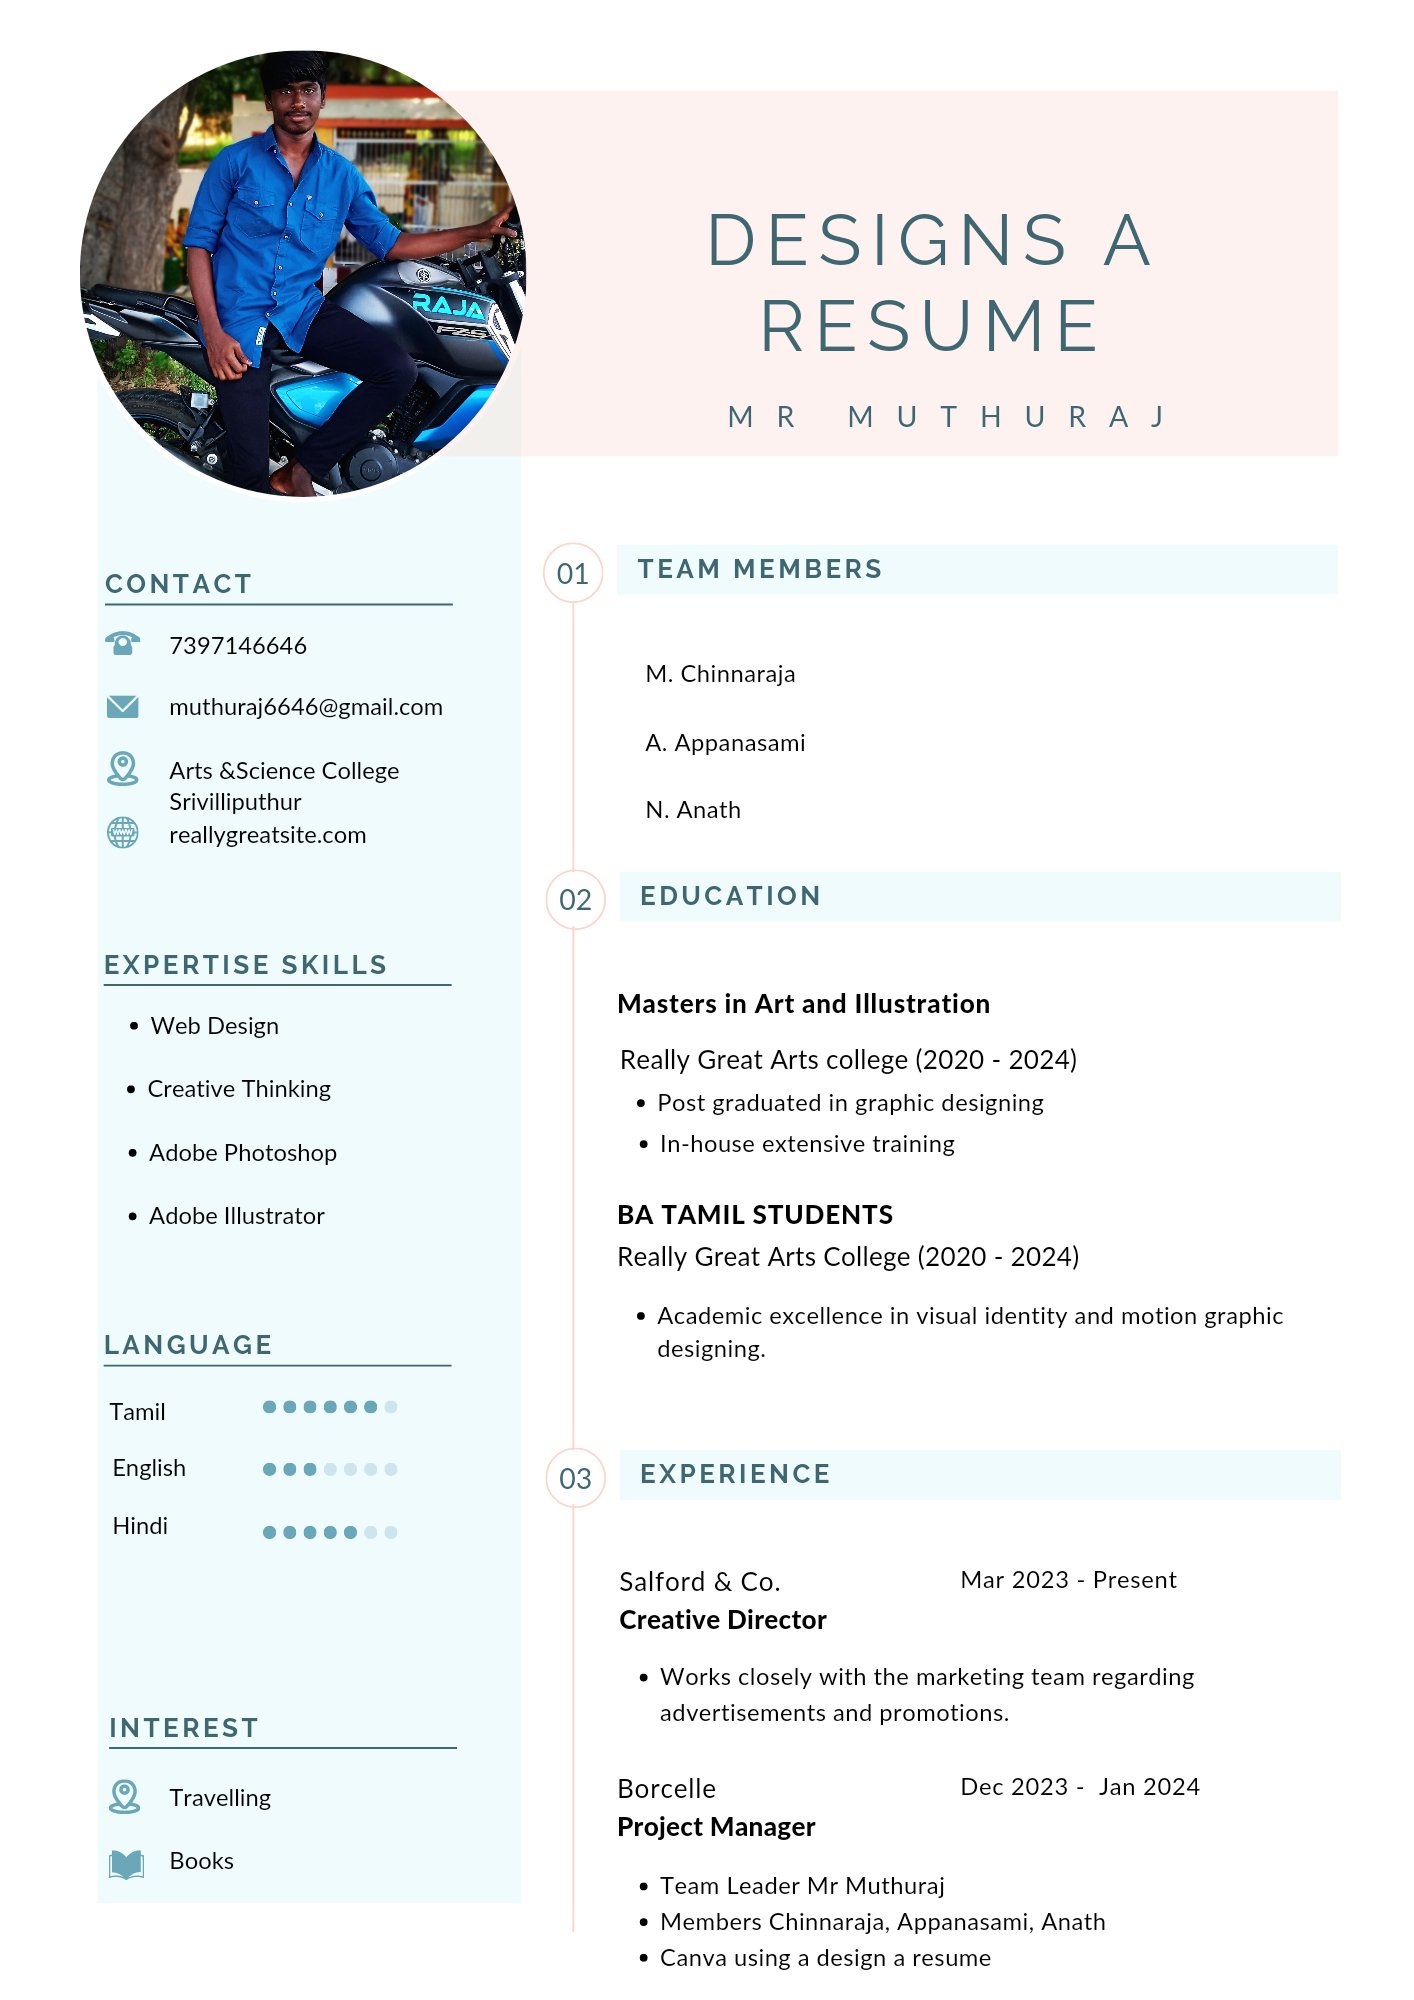 DESIGNS A
RESUME
MR MUTHURAJ
RAJA
FZS
CONTACT
7397146646
muthuraj6646@gmail.com
Arts &Science College
Srivilliputhur
www
reallygreatsite.com
EXPERTISE SKILLS
• Web Design
• Creative Thinking
• Adobe Photoshop
• Adobe Illustrator
LANGUAGE
Tamil
English
Hindi
INTEREST
Travelling
Books
01
TEAM MEMBERS
M. Chinnaraja
A. Appanasami
N. Anath
02
EDUCATION
Masters in Art and Illustration
Really Great Arts college (2020 - 2024)
• Post graduated in graphic designing
• In-house extensive training
BA TAMIL STUDENTS
Really Great Arts College (2020 - 2024)
• Academic excellence in visual identity and motion graphic
designing.
03
EXPERIENCE
Salford & Co. Mar 2023 - Present
Creative Director
• Works closely with the marketing team regarding
advertisements and promotions.
Borcelle Dec 2023 - Jan 2024
Project Manager
• Team Leader Mr Muthuraj
• Members Chinnaraja, Appanasami, Anath
• Canva using a design a resume